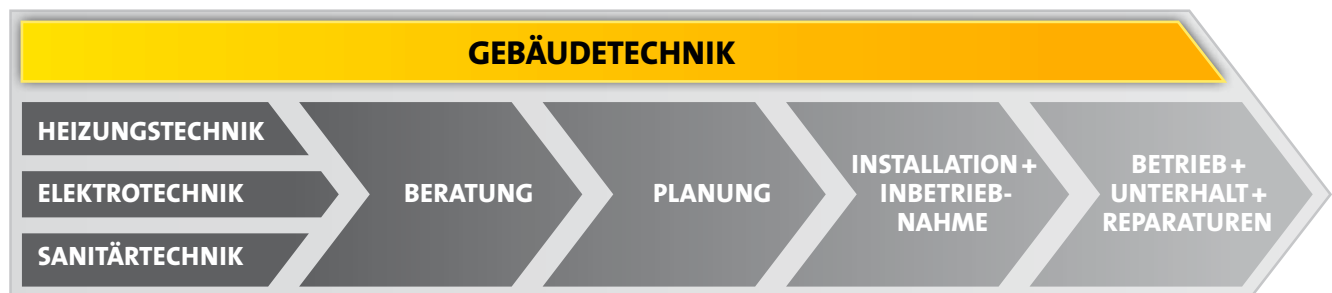 GEBÄUDETECHNIK
HEIZUNGSTECHNIK
ELEKTROTECHNIK
SANITÄRTECHNIK
BERATUNG
PLANUNG
INSTALLATION +
INBETRIEB-
NAHME
BETRIEB +
UNTERHALT +
REPARATUREN